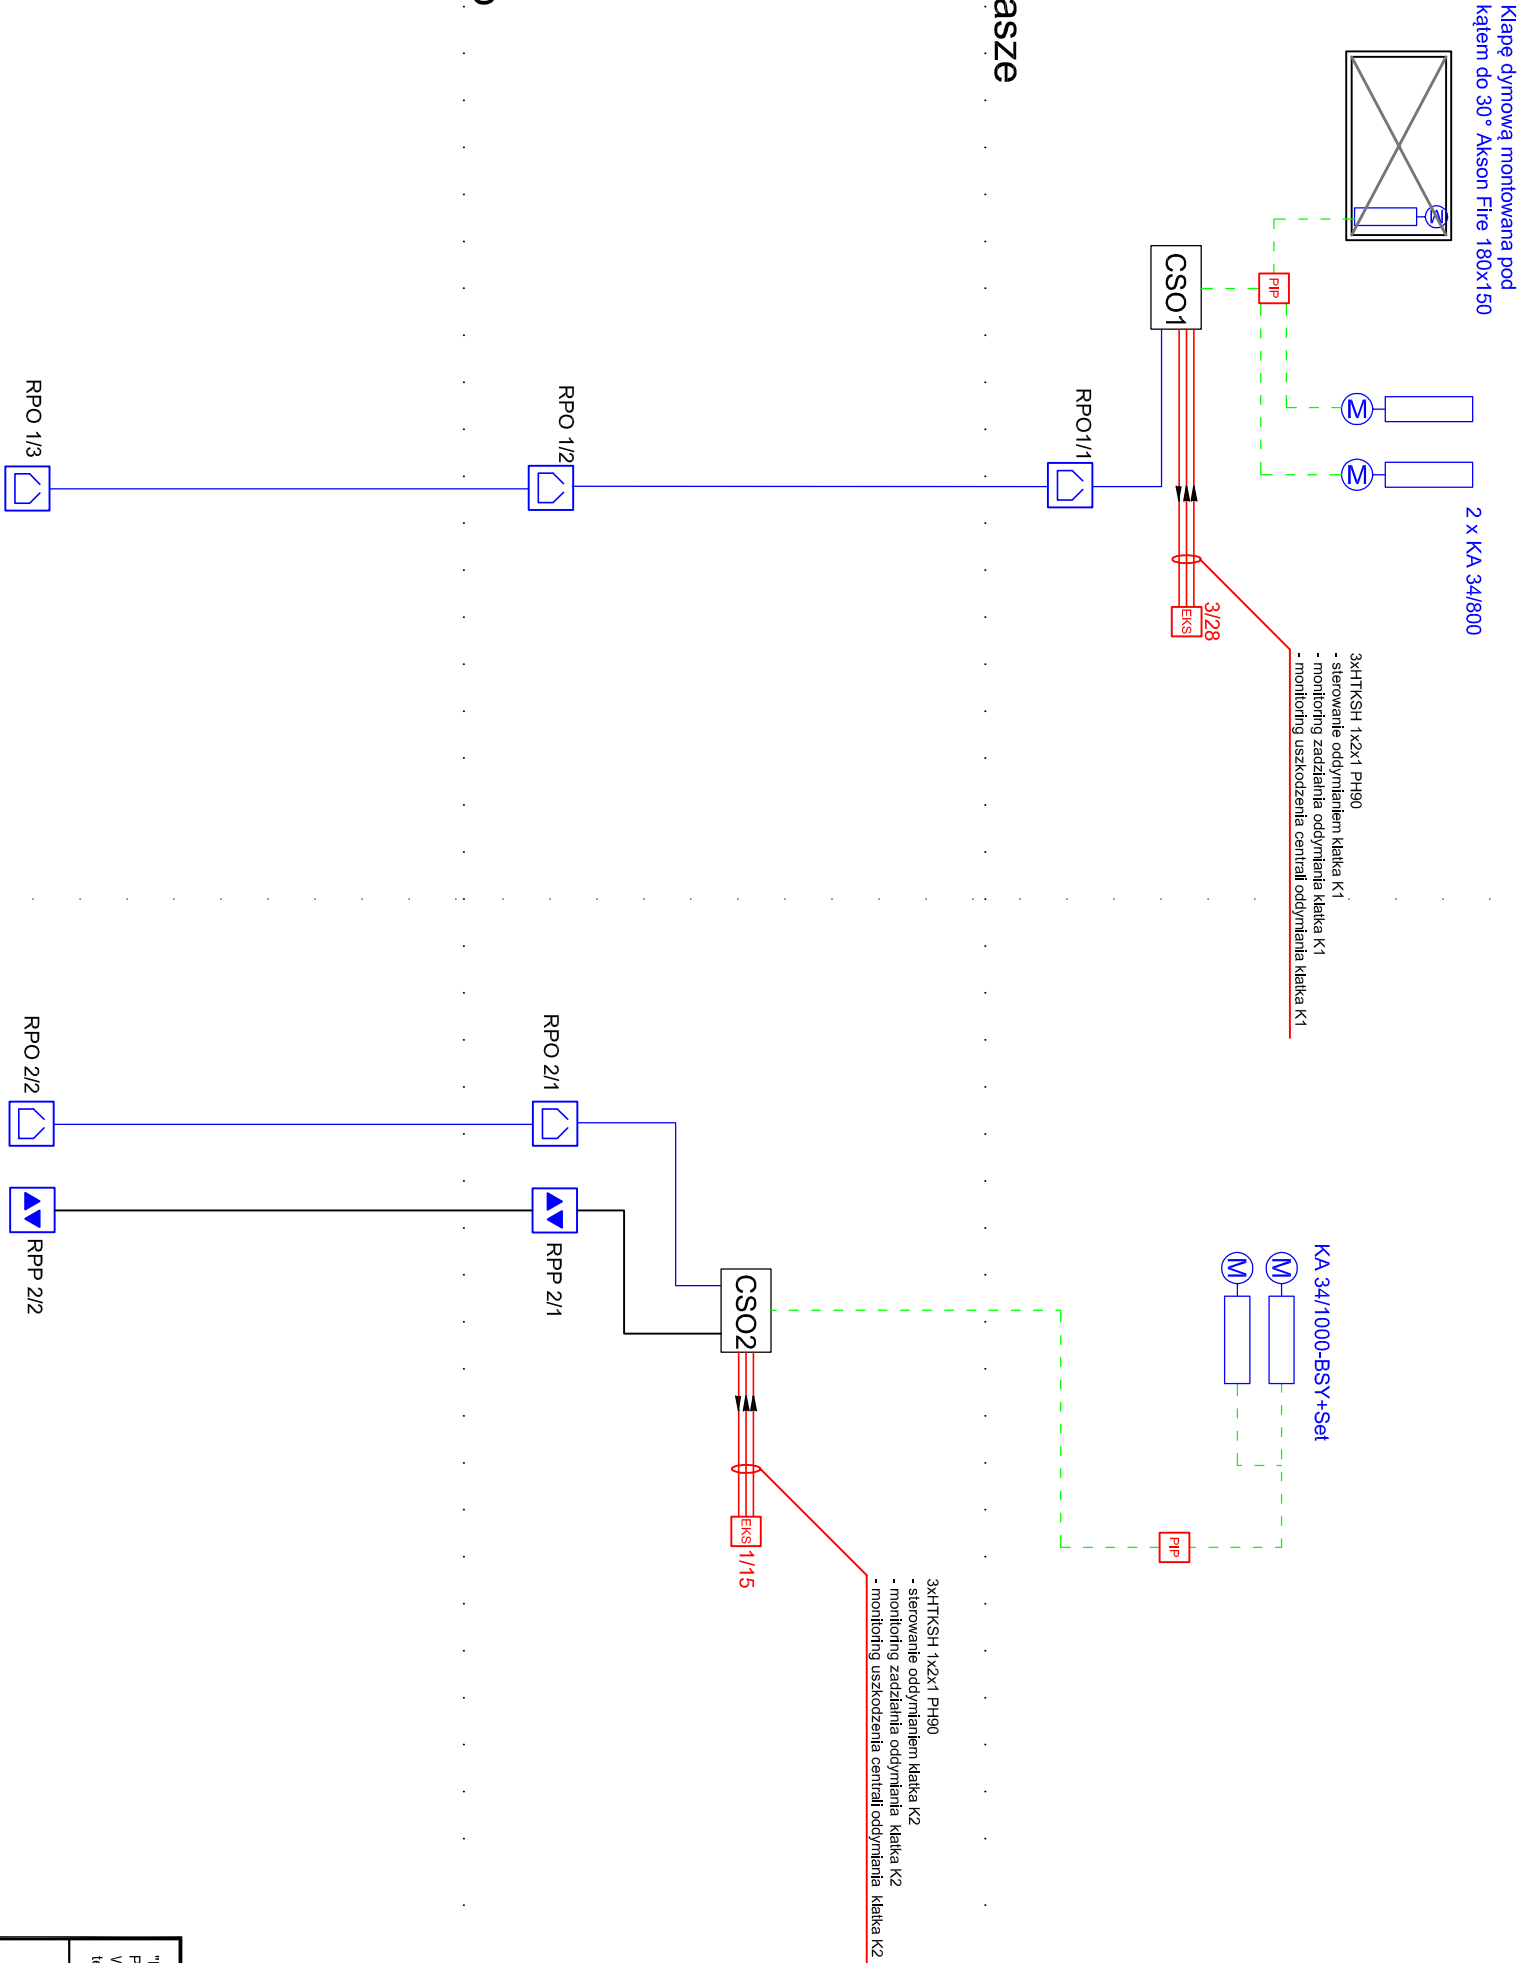 Klapę dymową montowana pod
kątem do 30° Akson Fire 180x150
M
PIP
CSO1
M
M
2 x KA 34/800
RPO1/1
RPO 1/2
RPO 1/3
3/28
EKS
3xHTKSH 1x2x1 PH90
- sterowanie oddymianiem klatka K1
- monitoring zadziałnia oddymiania klatka K1
- monitoring uszkodzenia centrali oddymiania klatka K1
asze
KA 34/1000-BSY+Set
M
M
PIP
CSO2
RPO 2/1
RPO 2/2
RPP 2/1
RPP 2/2
EKS
1/15
3xHTKSH 1x2x1 PH90
- sterowanie oddymianiem klatka K2
- monitoring zadziałnia oddymiania klatka K2
- monitoring uszkodzenia centrali oddymiania klatka K2